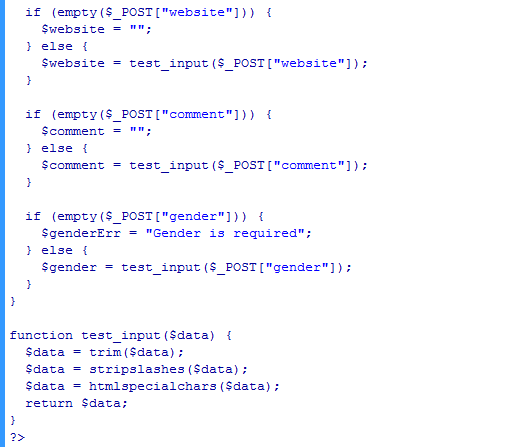 if (empty($_POST["website"])) {
$website = "";
} else {
$website = test_input($_POST["website"]);
}
if (empty($_POST["comment"])) {
$comment = "";
} else {
$comment = test_input($_POST["comment"]);
}
if (empty($_POST["gender"])) {
$genderErr = "Gender is required";
} else {
$gender = test_input($_POST["gender"]);
}
}
function test_input($data) {
$data = trim($data);
$data = stripslashes($data);
$data = htmlspecialchars($data);
return $data;
}
?>